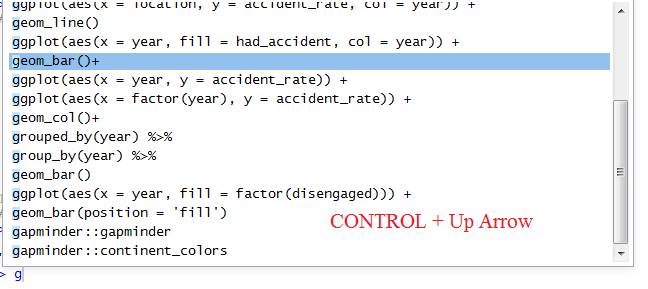 ggplot(aes(x = location, y = accident_rate, col = year)) +
geom_line()
ggplot(aes(x = year, fill = had_accident, col = year)) +
geom_bar()+
ggplot(aes(x = year, y = accident_rate)) +
ggplot(aes(x = factor(year), y = accident_rate)) +
geom_col()+
grouped_by(year) %>%
group_by(year) %>%
geom_bar()
ggplot(aes(x = year, fill = factor(disengaged))) +
geom_bar(position = 'fill')
gapminder::gapminder
gapminder::continent_colors
CONTROL + Up Arrow
> g